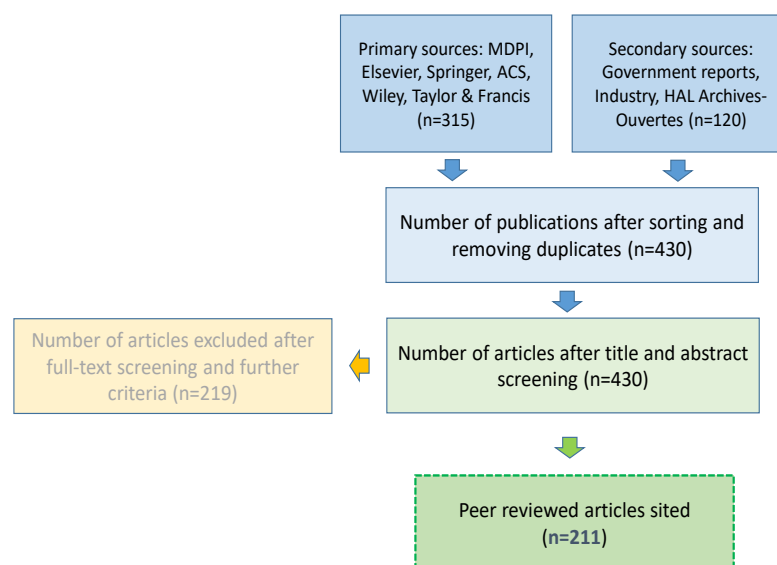 Primary sources: MDPI,
Elsevier, Springer, ACS,
Wiley, Taylor & Francis
(n=315)
Secondary sources:
Government reports,
Industry, HAL Archives-
Ouvertes (n=120)
Number of publications after sorting and
removing duplicates (n=430)
Number of articles excluded after
full-text screening and further
criteria (n=219)
Number of articles after title and abstract
screening (n=430)
Peer reviewed articles sited
(n=211)